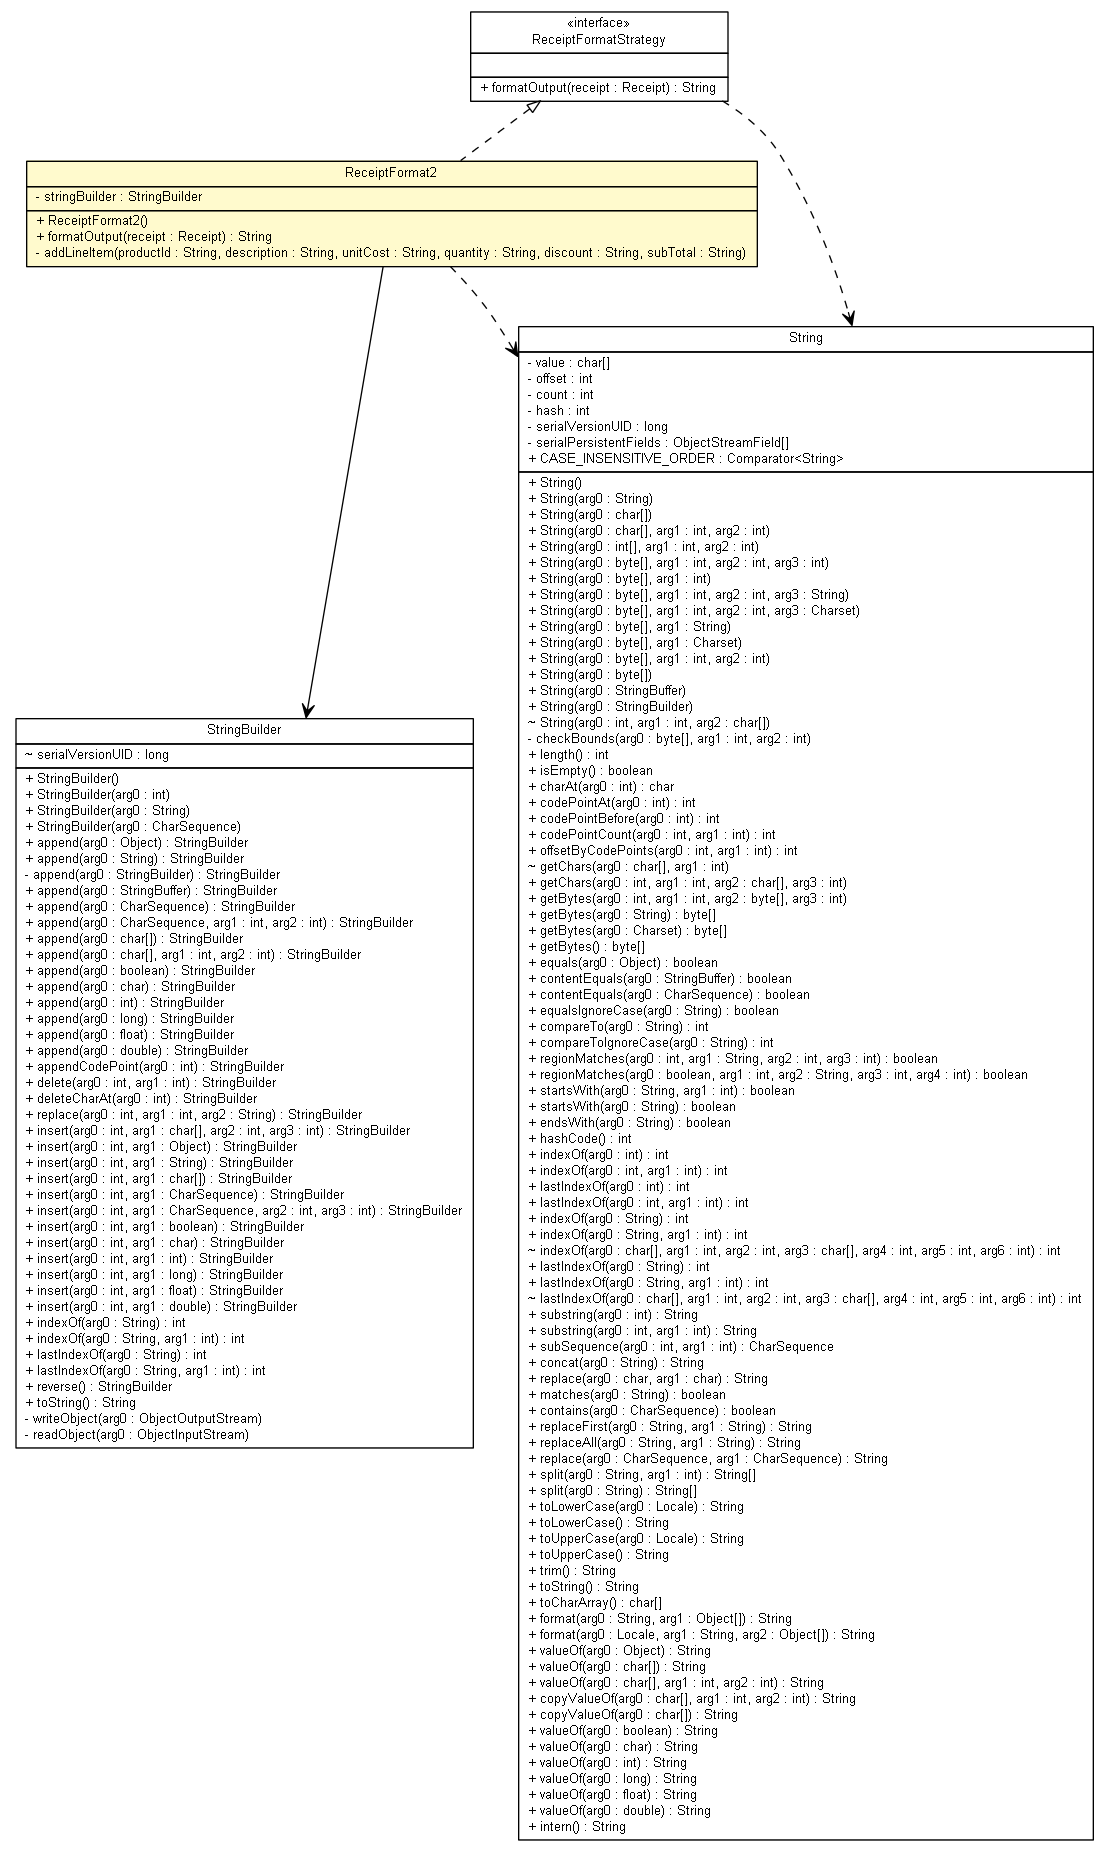 «interface»
ReceiptFormatStrategy
+ formatOutput(receipt : Receipt) : String
ReceiptFormat2
- stringBuilder : StringBuilder
+ ReceiptFormat2()
+ formatOutput(receipt : Receipt) : String
- addLineItem(productId : String, description : String, unitCost : String, quantity : String, discount : String, subTotal : String)
String
- value : char[]
- offset : int
- count : int
- hash : int
- serialVersionUID : long
- serialPersistentFields : ObjectStreamField[]
+ CASE_INSENSITIVE_ORDER : Comparator<String>
+ String()
+ String(arg0 : String)
+ String(arg0 : char[])
+ String(arg0 : char[], arg1 : int, arg2 : int)
+ String(arg0 : int[], arg1 : int, arg2 : int)
+ String(arg0 : byte[], arg1 : int, arg2 : int, arg3 : int)
+ String(arg0 : byte[], arg1 : int)
+ String(arg0 : byte[], arg1 : int, arg2 : int, arg3 : String)
+ String(arg0 : byte[], arg1 : int, arg2 : int, arg3 : Charset)
+ String(arg0 : byte[], arg1 : String)
+ String(arg0 : byte[], arg1 : Charset)
+ String(arg0 : byte[], arg1 : int, arg2 : int)
+ String(arg0 : byte[])
+ String(arg0 : StringBuffer)
+ String(arg0 : StringBuilder)
~ String(arg0 : int, arg1 : int, arg2 : char[])
- checkBounds(arg0 : byte[], arg1 : int, arg2 : int)
+ length() : int
+ isEmpty() : boolean
+ charAt(arg0 : int) : char
+ codePointAt(arg0 : int) : int
+ codePointBefore(arg0 : int) : int
+ codePointCount(arg0 : int, arg1 : int) : int
+ offsetByCodePoints(arg0 : int, arg1 : int) : int
~ getChars(arg0 : char[], arg1 : int)
+ getChars(arg0 : int, arg1 : int, arg2 : char[], arg3 : int)
+ getBytes(arg0 : int, arg1 : int, arg2 : byte[], arg3 : int)
+ getBytes(arg0 : String) : byte[]
+ getBytes(arg0 : Charset) : byte[]
+ getBytes() : byte[]
+ equals(arg0 : Object) : boolean
+ contentEquals(arg0 : StringBuffer) : boolean
+ contentEquals(arg0 : CharSequence) : boolean
+ equalsIgnoreCase(arg0 : String) : boolean
+ compareTo(arg0 : String) : int
+ compareToIgnoreCase(arg0 : String) : int
+ regionMatches(arg0 : int, arg1 : String, arg2 : int, arg3 : int) : boolean
+ regionMatches(arg0 : boolean, arg1 : int, arg2 : String, arg3 : int, arg4 : int) : boolean
+ startsWith(arg0 : String, arg1 : int) : boolean
+ startsWith(arg0 : String) : boolean
+ endsWith(arg0 : String) : boolean
+ hashCode() : int
+ indexOf(arg0 : int) : int
+ indexOf(arg0 : int, arg1 : int) : int
+ lastIndexOf(arg0 : int) : int
+ lastIndexOf(arg0 : int, arg1 : int) : int
+ indexOf(arg0 : String) : int
+ indexOf(arg0 : String, arg1 : int) : int
~ indexOf(arg0 : char[], arg1 : int, arg2 : int, arg3 : char[], arg4 : int, arg5 : int, arg6 : int) : int
+ lastIndexOf(arg0 : String) : int
+ lastIndexOf(arg0 : String, arg1 : int) : int
~ lastIndexOf(arg0 : char[], arg1 : int, arg2 : int, arg3 : char[], arg4 : int, arg5 : int, arg6 : int) : int
+ substring(arg0 : int) : String
+ substring(arg0 : int, arg1 : int) : String
+ subSequence(arg0 : int, arg1 : int) : CharSequence
+ concat(arg0 : String) : String
+ replace(arg0 : char, arg1 : char) : String
+ matches(arg0 : String) : boolean
+ contains(arg0 : CharSequence) : boolean
+ replaceFirst(arg0 : String, arg1 : String) : String
+ replaceAll(arg0 : String, arg1 : String) : String
+ replace(arg0 : CharSequence, arg1 : CharSequence) : String
+ split(arg0 : String, arg1 : int) : String[]
+ split(arg0 : String) : String[]
+ toLowerCase(arg0 : Locale) : String
+ toLowerCase() : String
+ toUpperCase(arg0 : Locale) : String
+ toUpperCase() : String
+ trim() : String
+ toString() : String
+ toCharArray() : char[]
+ format(arg0 : String, arg1 : Object[]) : String
+ format(arg0 : Locale, arg1 : String, arg2 : Object[]) : String
+ valueOf(arg0 : Object) : String
+ valueOf(arg0 : char[]) : String
+ valueOf(arg0 : char[], arg1 : int, arg2 : int) : String
+ copyValueOf(arg0 : char[], arg1 : int, arg2 : int) : String
+ copyValueOf(arg0 : char[]) : String
+ valueOf(arg0 : boolean) : String
+ valueOf(arg0 : char) : String
+ valueOf(arg0 : int) : String
+ valueOf(arg0 : long) : String
+ valueOf(arg0 : float) : String
+ valueOf(arg0 : double) : String
+ intern() : String
StringBuilder
~ serialVersionUID : long
+ StringBuilder()
+ StringBuilder(arg0 : int)
+ StringBuilder(arg0 : String)
+ StringBuilder(arg0 : CharSequence)
+ append(arg0 : Object) : StringBuilder
+ append(arg0 : String) : StringBuilder
- append(arg0 : StringBuilder) : StringBuilder
+ append(arg0 : StringBuffer) : StringBuilder
+ append(arg0 : CharSequence) : StringBuilder
+ append(arg0 : CharSequence, arg1 : int, arg2 : int) : StringBuilder
+ append(arg0 : char[]) : StringBuilder
+ append(arg0 : char[], arg1 : int, arg2 : int) : StringBuilder
+ append(arg0 : boolean) : StringBuilder
+ append(arg0 : char) : StringBuilder
+ append(arg0 : int) : StringBuilder
+ append(arg0 : long) : StringBuilder
+ append(arg0 : float) : StringBuilder
+ append(arg0 : double) : StringBuilder
+ appendCodePoint(arg0 : int) : StringBuilder
+ delete(arg0 : int, arg1 : int) : StringBuilder
+ deleteCharAt(arg0 : int) : StringBuilder
+ replace(arg0 : int, arg1 : int, arg2 : String) : StringBuilder
+ insert(arg0 : int, arg1 : char[], arg2 : int, arg3 : int) : StringBuilder
+ insert(arg0 : int, arg1 : Object) : StringBuilder
+ insert(arg0 : int, arg1 : String) : StringBuilder
+ insert(arg0 : int, arg1 : char[]) : StringBuilder
+ insert(arg0 : int, arg1 : CharSequence) : StringBuilder
+ insert(arg0 : int, arg1 : CharSequence, arg2 : int, arg3 : int) : StringBuilder
+ insert(arg0 : int, arg1 : boolean) : StringBuilder
+ insert(arg0 : int, arg1 : char) : StringBuilder
+ insert(arg0 : int, arg1 : int) : StringBuilder
+ insert(arg0 : int, arg1 : long) : StringBuilder
+ insert(arg0 : int, arg1 : float) : StringBuilder
+ insert(arg0 : int, arg1 : double) : StringBuilder
+ indexOf(arg0 : String) : int
+ indexOf(arg0 : String, arg1 : int) : int
+ lastIndexOf(arg0 : String) : int
+ lastIndexOf(arg0 : String, arg1 : int) : int
+ reverse() : StringBuilder
+ toString() : String
- writeObject(arg0 : ObjectOutputStream)
- readObject(arg0 : ObjectInputStream)